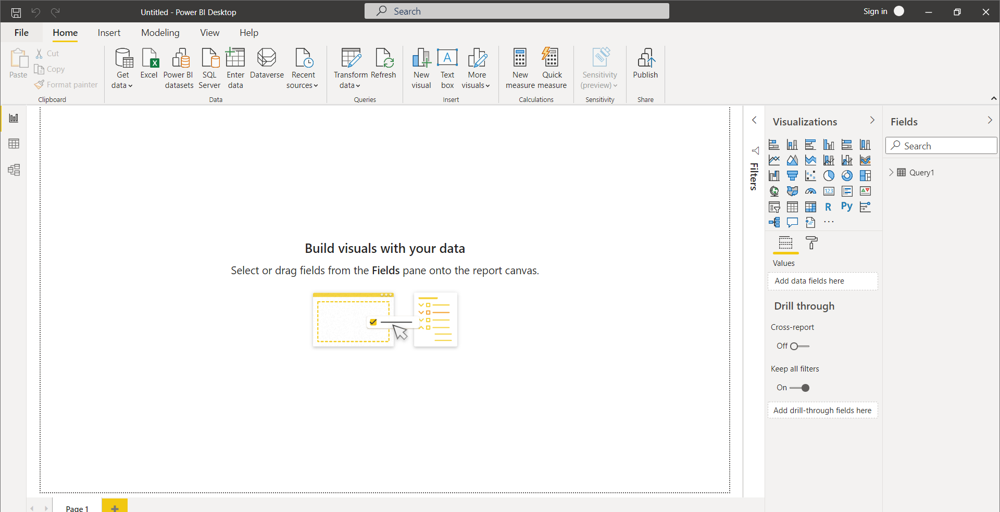 Untitled - Power BI Desktop
Search
Sign in
File
Home
Insert
Modeling
View
Help
Paste
Cut
Copy
Format painter
Clipboard
Get
data
Excel
Power BI
datasets
SQL
Server
Enter
data
Dataverse
Recent
sources
Data
Transform
data
Refresh
Queries
New
visual
Text
box
More
visuals
Insert
New
measure
Quick
measure
Calculations
Sensitivity
(preview)
Sensitivity
Publish
Share
Build visuals with your data
Select or drag fields from the Fields pane onto the report canvas.
Filters
Visualizations
123
R
Py
...
Values
Add data fields here
Drill through
Cross-report
Off
Keep all filters
On
Add drill-through fields here
Fields
Search
Query1
Page 1